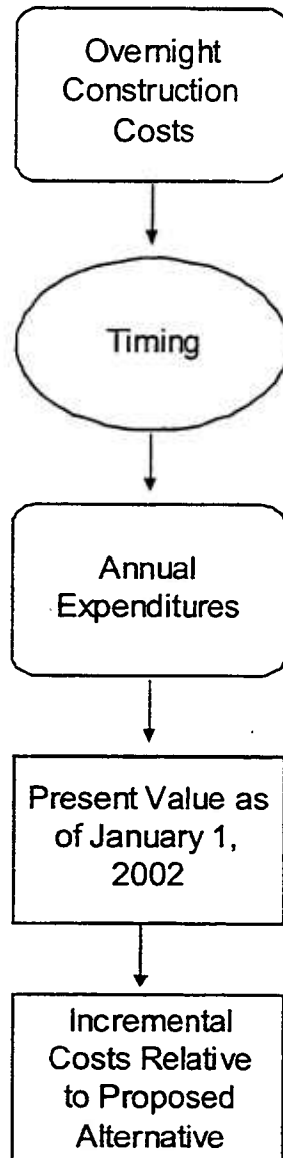 Overnight
Construction
Costs
Timing
Annual
Expenditures
Present Value as
of January 1,
2002
Incremental
Costs Relative
to Proposed
Alternative